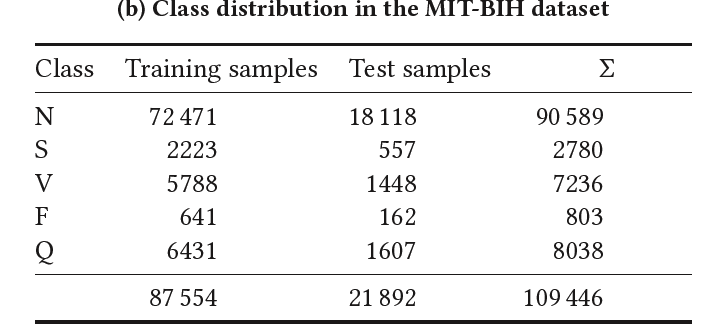 (b) Class distribution in the MIT-BIH dataset
Class Training samples Test samples Σ
N 72 471 18 118 90 589
S 2223 557 2780
V 5788 1448 7236
F 641 162 803
Q 6431 1607 8038
87 554 21 892 109 446